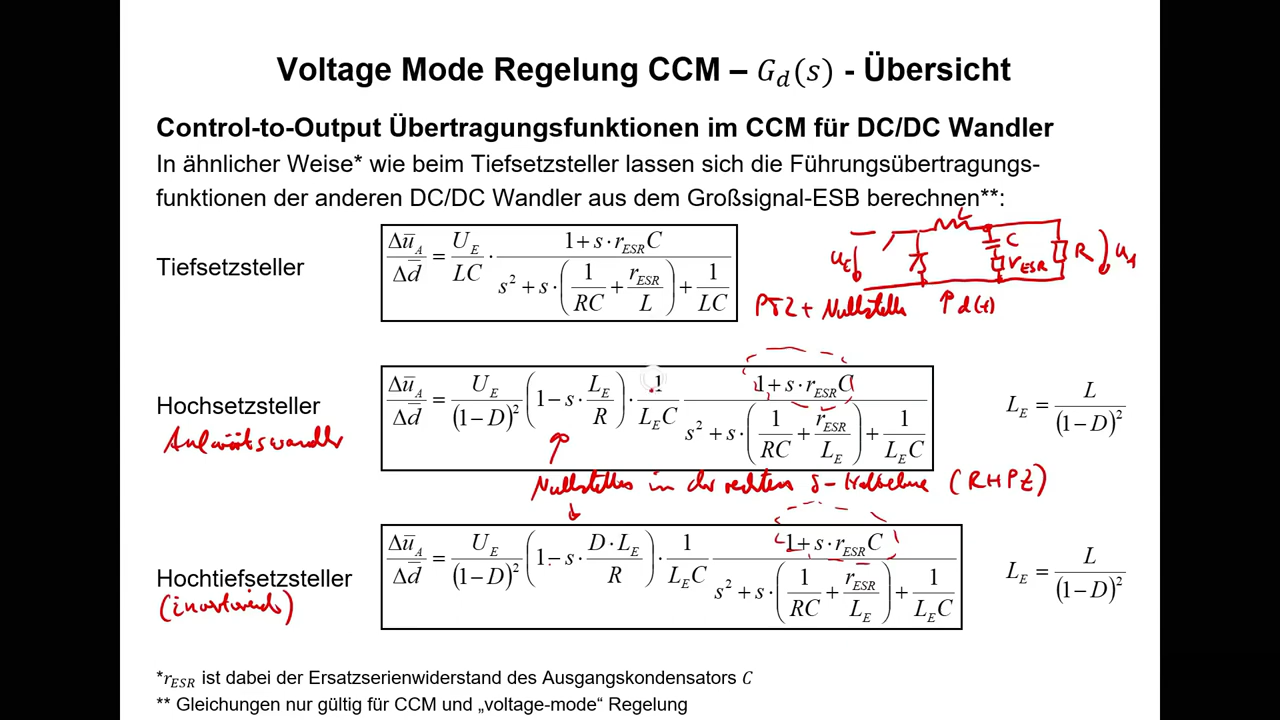 Voltage Mode Regelung CCM – G_d(s) - Übersicht
Control-to-Output Übertragungsfunktionen im CCM für DC/DC Wandler
In ähnlicher Weise* wie beim Tiefsetzsteller lassen sich die Führungsübertragungs-
funktionen der anderen DC/DC Wandler aus dem Großsignal-ESB berechnen**:
Tiefsetzsteller
Δū_A/Δd̄ = U_E/LC · (1+s·r_ESR C)/(s²+s·(1/RC + r_ESR/L)+1/LC)
L
u_E
C
r_ESR
R
u_A
PT2 + Nullstelle ↑d(t)
Hochsetzsteller
Aufwärtswandler
Δū_A/Δd̄ = U_E/(1−D)² (1−s·L_E/R)·1/(L_E C) (1+s·r_ESR C)/(s²+s·(1/RC + r_ESR/L_E)+1/(L_E C))
L_E = L/(1−D)²
Nullstelle in der rechten s-Halbebene (RHPZ)
Hochtiefsetzsteller
(invertierend)
Δū_A/Δd̄ = U_E/(1−D)² (1−s·D·L_E/R)·1/(L_E C) (1+s·r_ESR C)/(s²+s·(1/RC + r_ESR/L_E)+1/(L_E C))
L_E = L/(1−D)²
*r_ESR ist dabei der Ersatzserienwiderstand des Ausgangskondensators C
** Gleichungen nur gültig für CCM und „voltage-mode“ Regelung